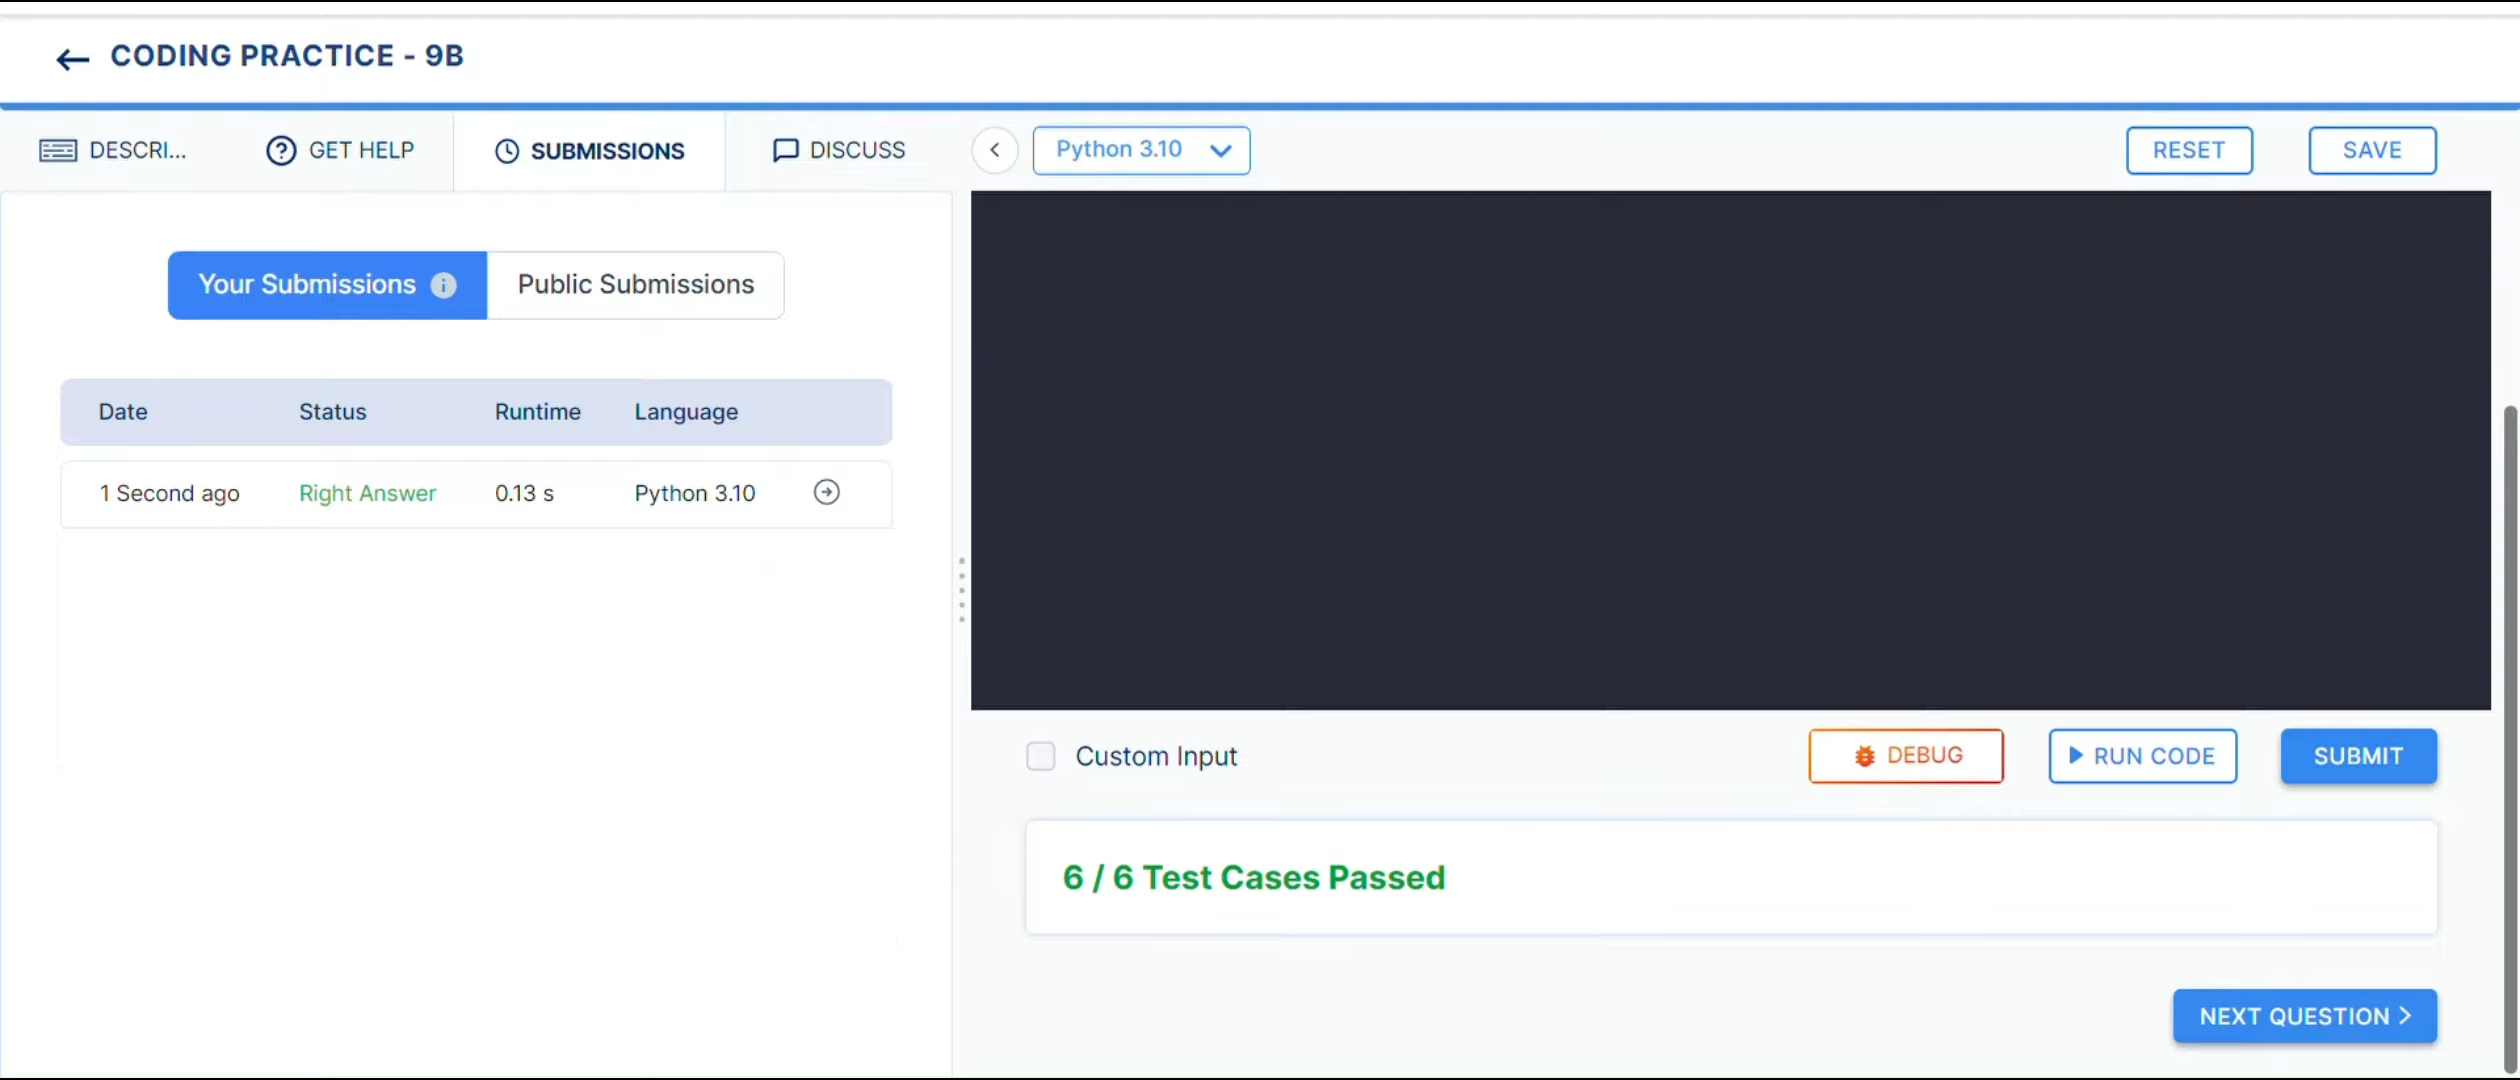 CODING PRACTICE - 9B
DESCRI...
GET HELP
SUBMISSIONS
DISCUSS
Python 3.10
RESET
SAVE
Your Submissions
Public Submissions
Date Status Runtime Language
1 Second ago Right Answer 0.13 s Python 3.10
Custom Input
DEBUG
RUN CODE
SUBMIT
6 / 6 Test Cases Passed
NEXT QUESTION